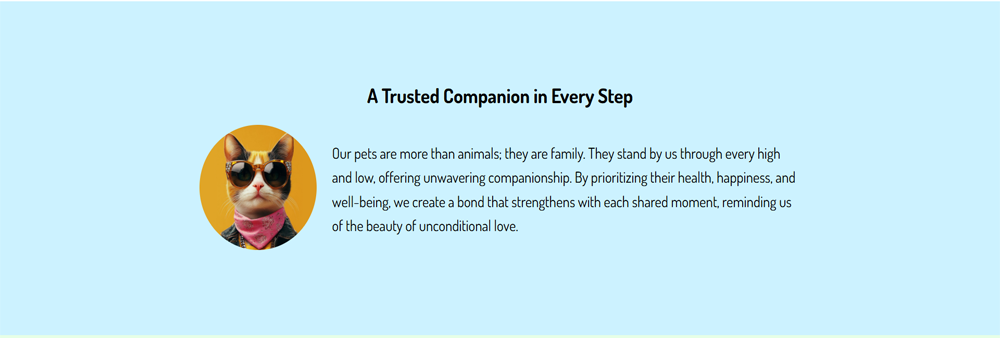 A Trusted Companion in Every Step
Our pets are more than animals; they are family. They stand by us through every high
and low, offering unwavering companionship. By prioritizing their health, happiness, and
well-being, we create a bond that strengthens with each shared moment, reminding us
of the beauty of unconditional love.